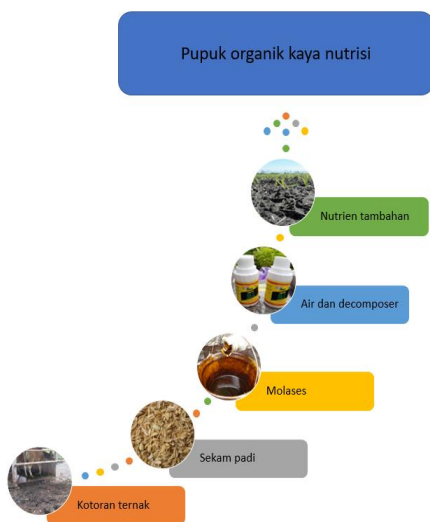 Pupuk organik kaya nutrisi
Nutrien tambahan
Air dan decomposer
Molases
Sekam padi
Kotoran ternak